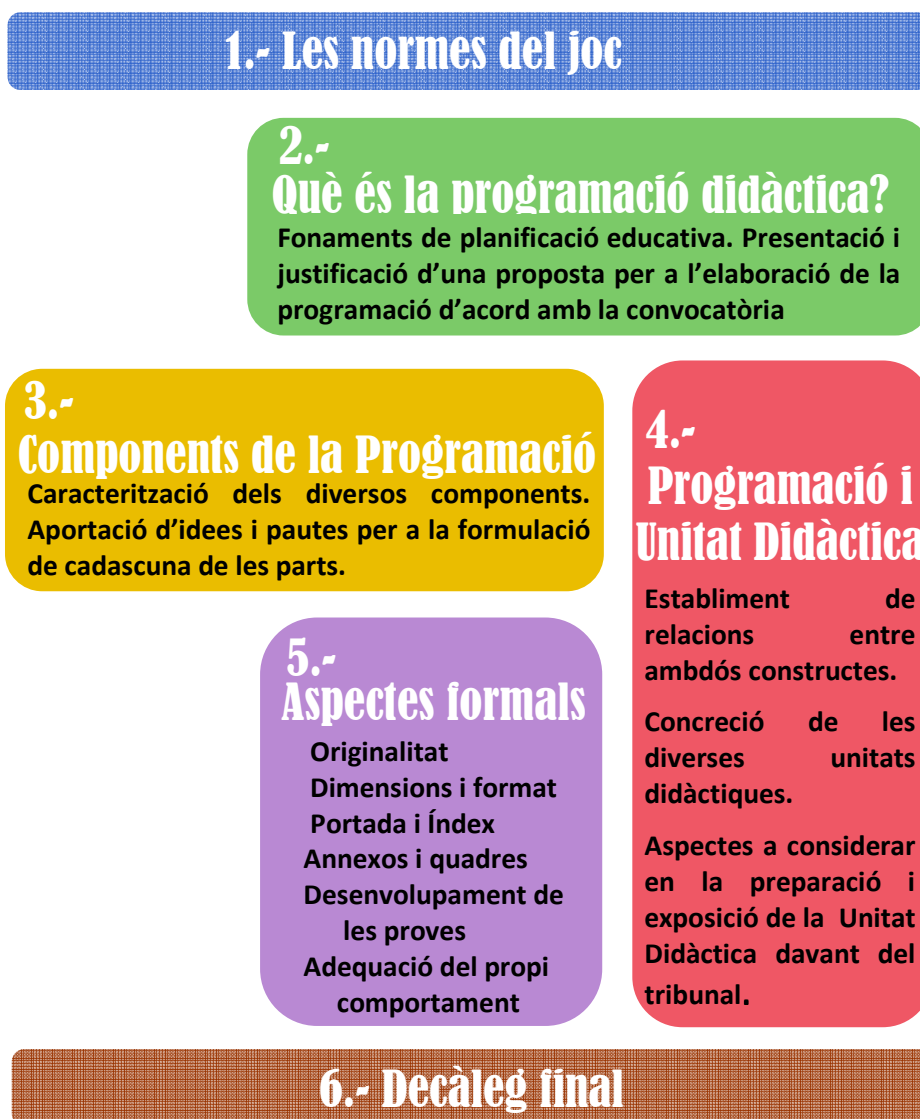 1.- Les normes del joc
2.-
Què és la programació didàctica?
Fonaments de planificació educativa. Presentació i
justificació d’una proposta per a l’elaboració de la
programació d’acord amb la convocatòria
3.-
Components de la Programació
Caracterització dels diversos components.
Aportació d’idees i pautes per a la formulació
de cadascuna de les parts.
4.-
Programació i
Unitat Didàctica
Establiment de
relacions entre
ambdós constructes.
Concreció de les
diverses unitats
didàctiques.
Aspectes a considerar
en la preparació i
exposició de la Unitat
Didàctica davant del
tribunal.
5.-
Aspectes formals
Originalitat
Dimensions i format
Portada i Índex
Annexos i quadres
Desenvolupament de
les proves
Adequació del propi
comportament
6.- Decàleg final